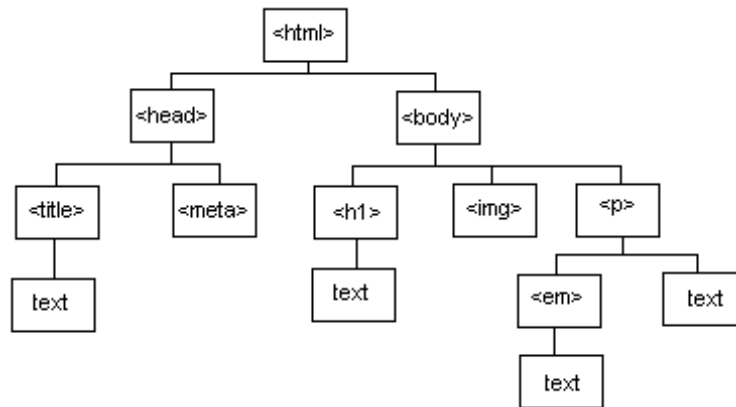 <html>
<head> <body>
<title> <meta> <h1> <img> <p>
text text <em> text
text